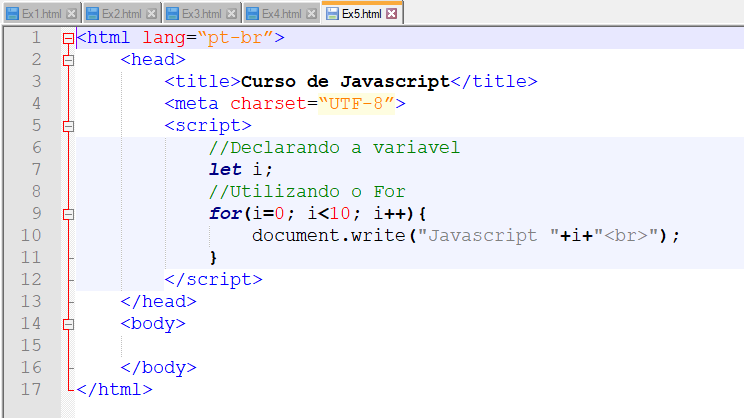 Ex1.html Ex2.html Ex3.html Ex4.html Ex5.html
1 <html lang=“pt-br”>
2 <head>
3 <title>Curso de Javascript</title>
4 <meta charset=“UTF-8”>
5 <script>
6 //Declarando a variavel
7 let i;
8 //Utilizando o For
9 for(i=0; i<10; i++){
10 document.write("Javascript "+i+"<br>");
11 }
12 </script>
13 </head>
14 <body>
15
16 </body>
17 </html>